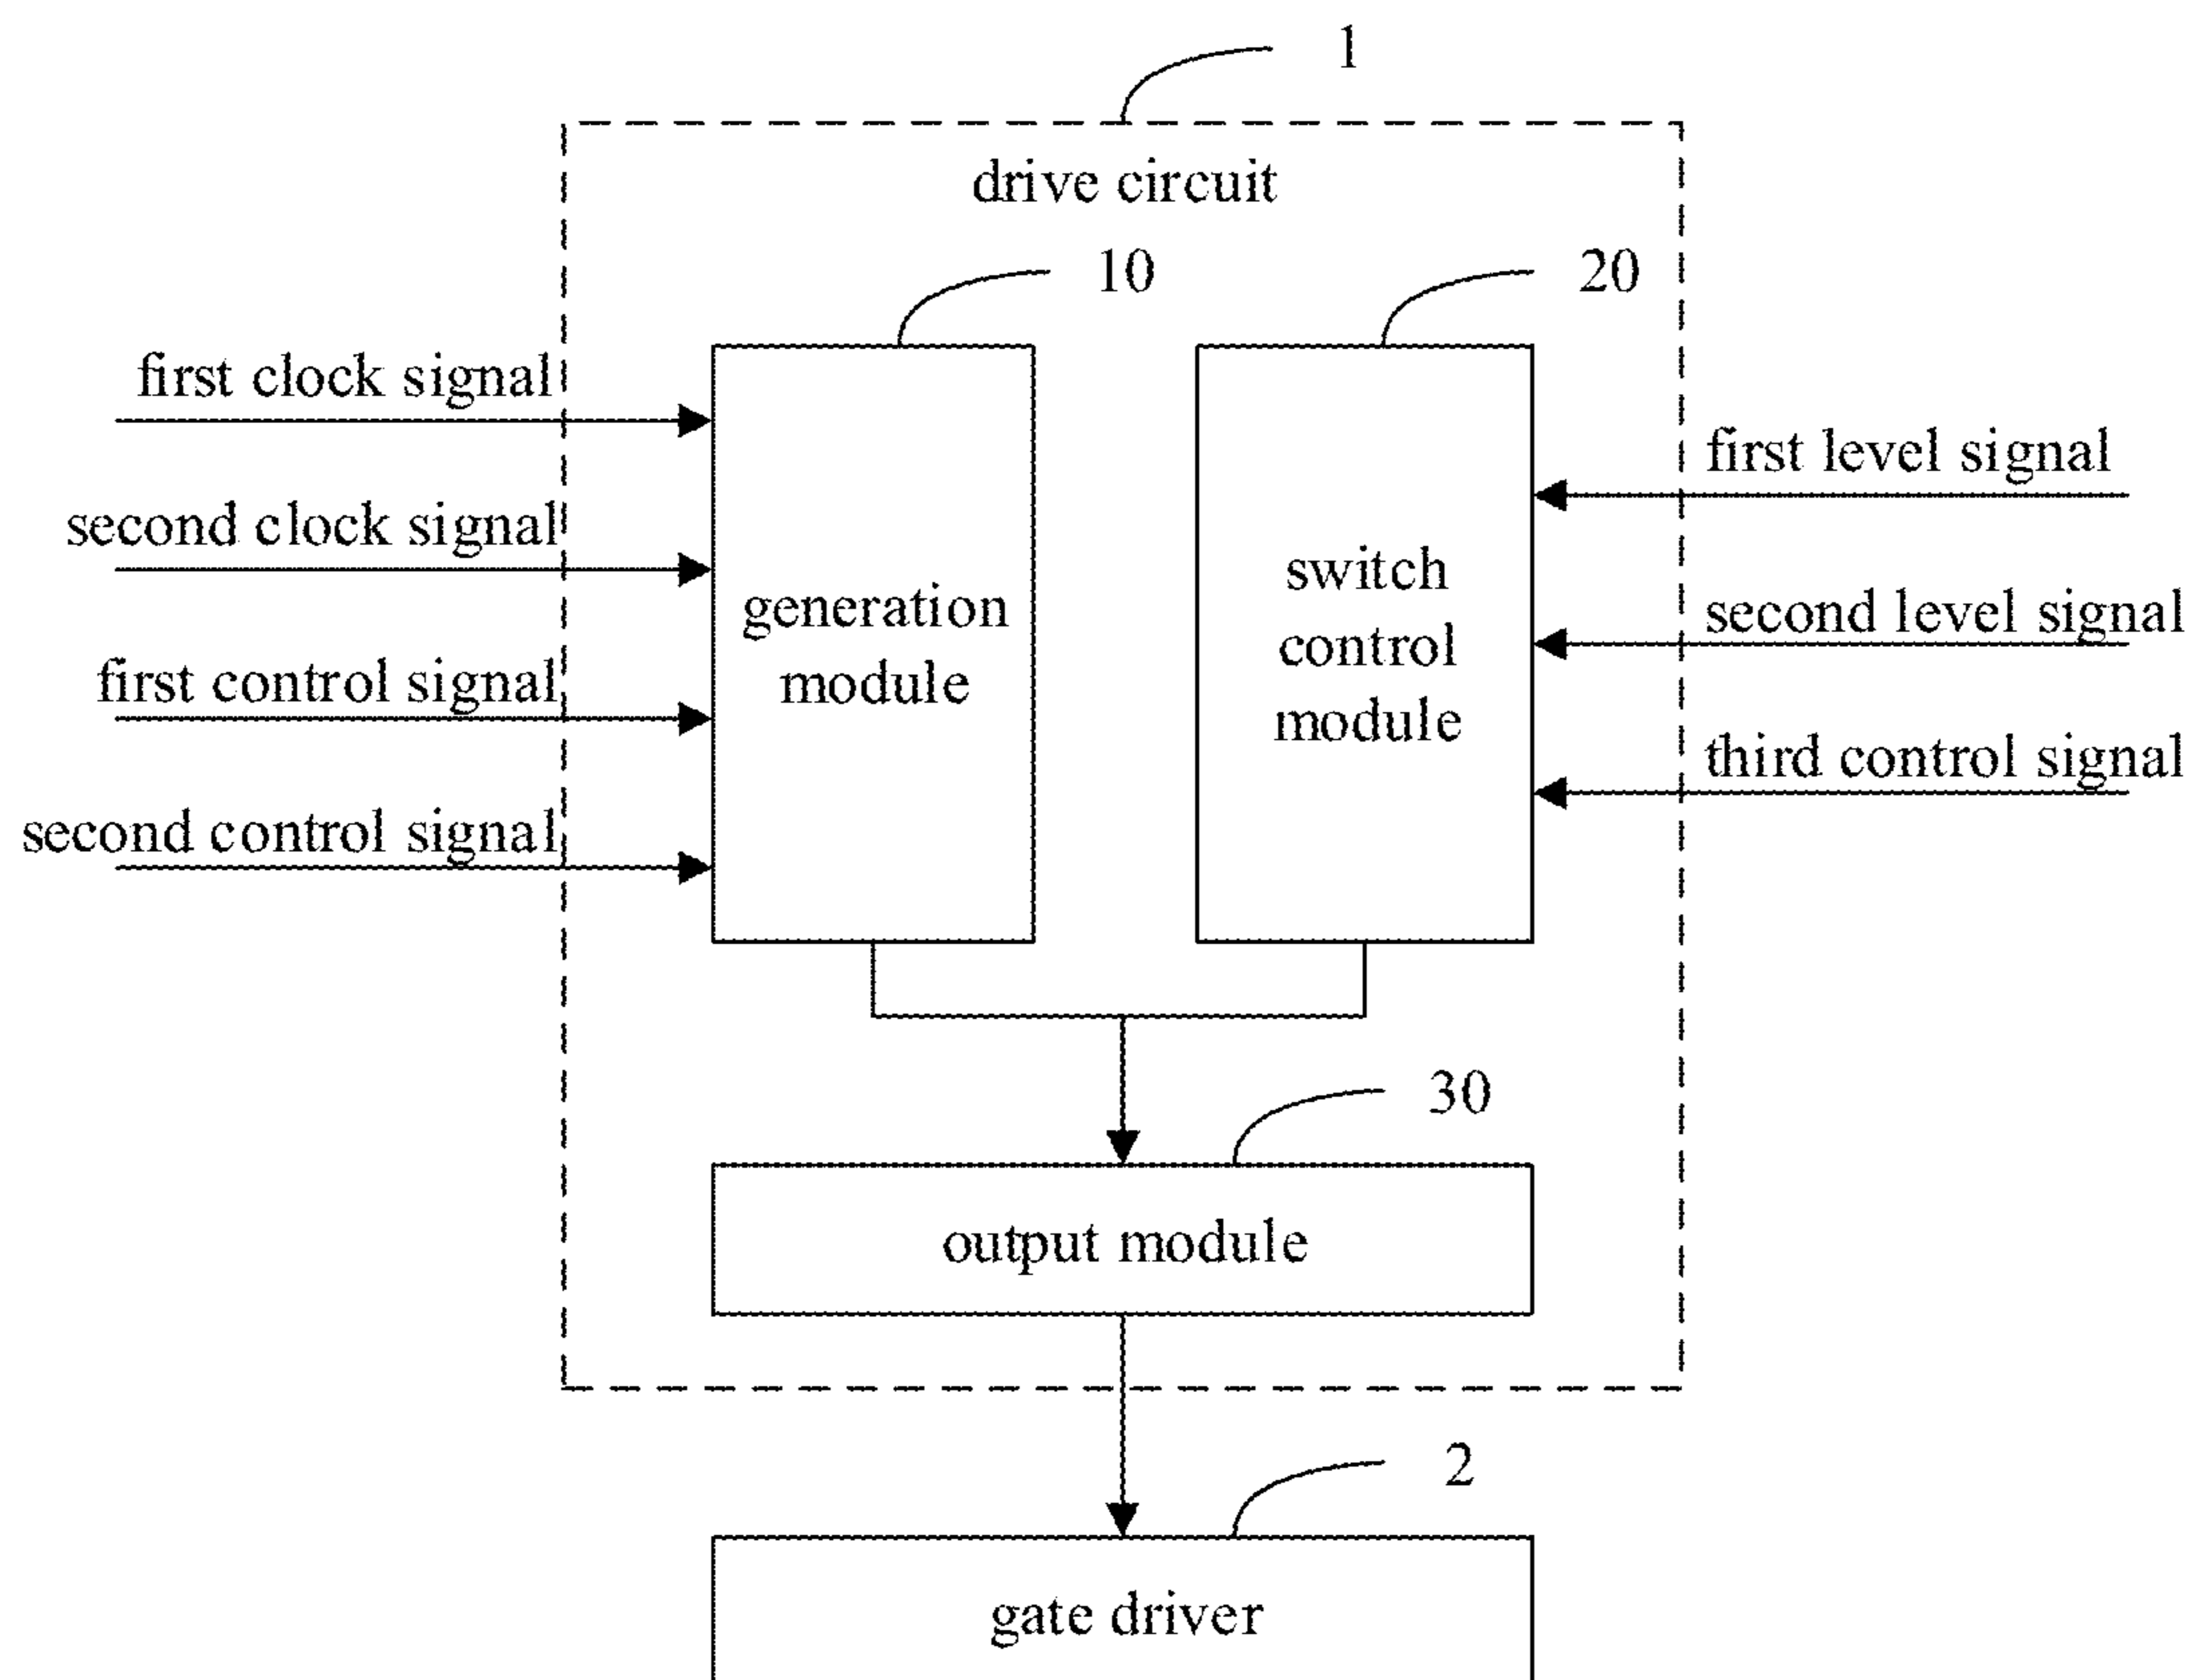 1
drive circuit
10
20
first clock signal
second clock signal
first control signal
second control signal
generation
module
switch
control
module
first level signal
second level signal
third control signal
30
output module
2
gate driver